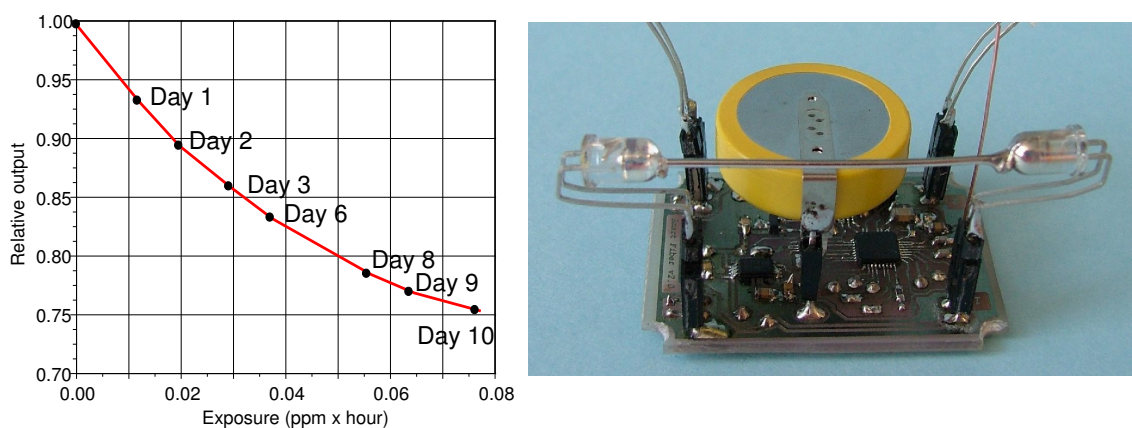 1.00
0.95
0.90
0.85
0.80
0.75
0.70
Relative output
Day 1
Day 2
Day 3
Day 6
Day 8
Day 9
Day 10
0.00
0.02
0.04
0.06
0.08
Exposure (ppm x hour)